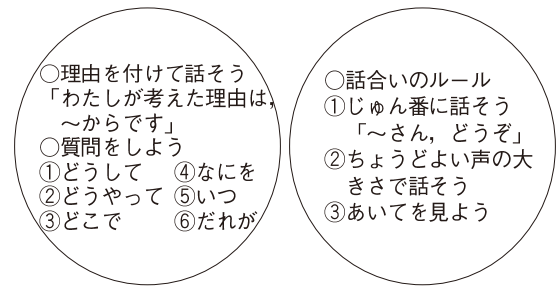 ○理由を付けて話そう
「わたしが考えた理由は，
～からです」
○質問をしよう
①どうして　④なにを
②どうやって　⑤いつ
③どこで　⑥だれが
○話合いのルール
①じゅん番に話そう
「～さん，どうぞ」
②ちょうどよい声の大
きさで話そう
③あいてを見よう